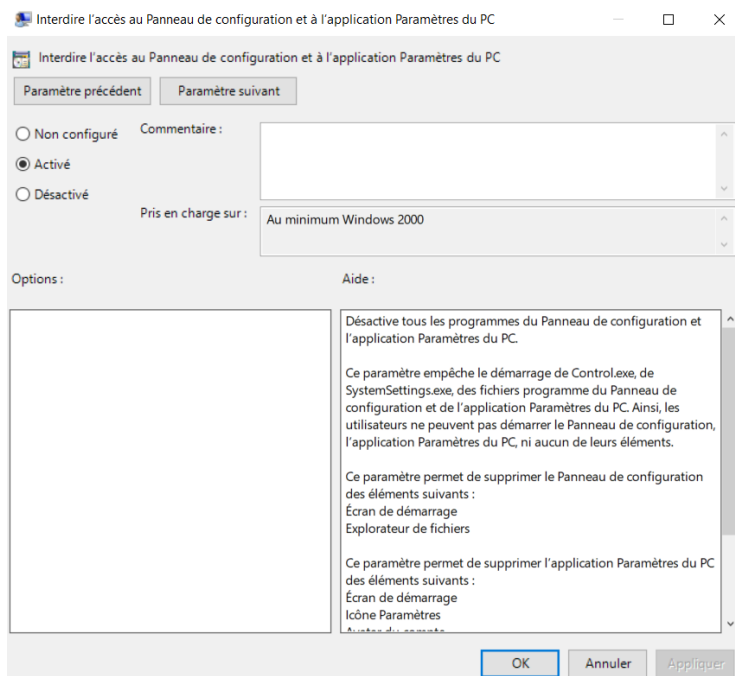 Interdire l'accès au Panneau de configuration et à l'application Paramètres du PC
Interdire l'accès au Panneau de configuration et à l'application Paramètres du PC
Paramètre précédent
Paramètre suivant
Non configuré
Activé
Désactivé
Commentaire :
Pris en charge sur :
Au minimum Windows 2000
Options :
Aide :
Désactive tous les programmes du Panneau de configuration et
l'application Paramètres du PC.
Ce paramètre empêche le démarrage de Control.exe, de
SystemSettings.exe, des fichiers programme du Panneau de
configuration et de l'application Paramètres du PC. Ainsi, les
utilisateurs ne peuvent pas démarrer le Panneau de configuration,
l'application Paramètres du PC, ni aucun de leurs éléments.
Ce paramètre permet de supprimer le Panneau de configuration
des éléments suivants :
Écran de démarrage
Explorateur de fichiers
Ce paramètre permet de supprimer l'application Paramètres du PC
des éléments suivants :
Écran de démarrage
Icône Paramètres
Avatar du compte
OK
Annuler
Appliquer